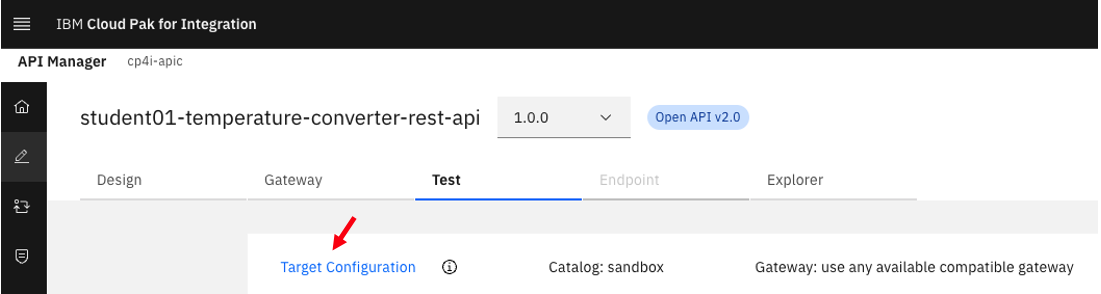 IBM Cloud Pak for Integration
API Manager cp4i-apic
student01-temperature-converter-rest-api 1.0.0 Open API v2.0
Design Gateway Test Endpoint Explorer
Target Configuration Catalog: sandbox Gateway: use any available compatible gateway